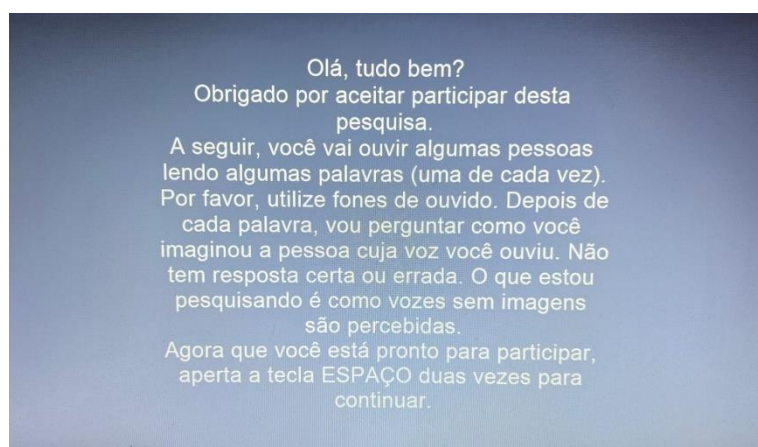 Olá, tudo bem?
Obrigado por aceitar participar desta
pesquisa.
A seguir, você vai ouvir algumas pessoas
lendo algumas palavras (uma de cada vez).
Por favor, utilize fones de ouvido. Depois de
cada palavra, vou perguntar como você
imaginou a pessoa cuja voz você ouviu. Não
tem resposta certa ou errada. O que estou
pesquisando é como vozes sem imagens
são percebidas.
Agora que você está pronto para participar,
aperta a tecla ESPAÇO duas vezes para
continuar.